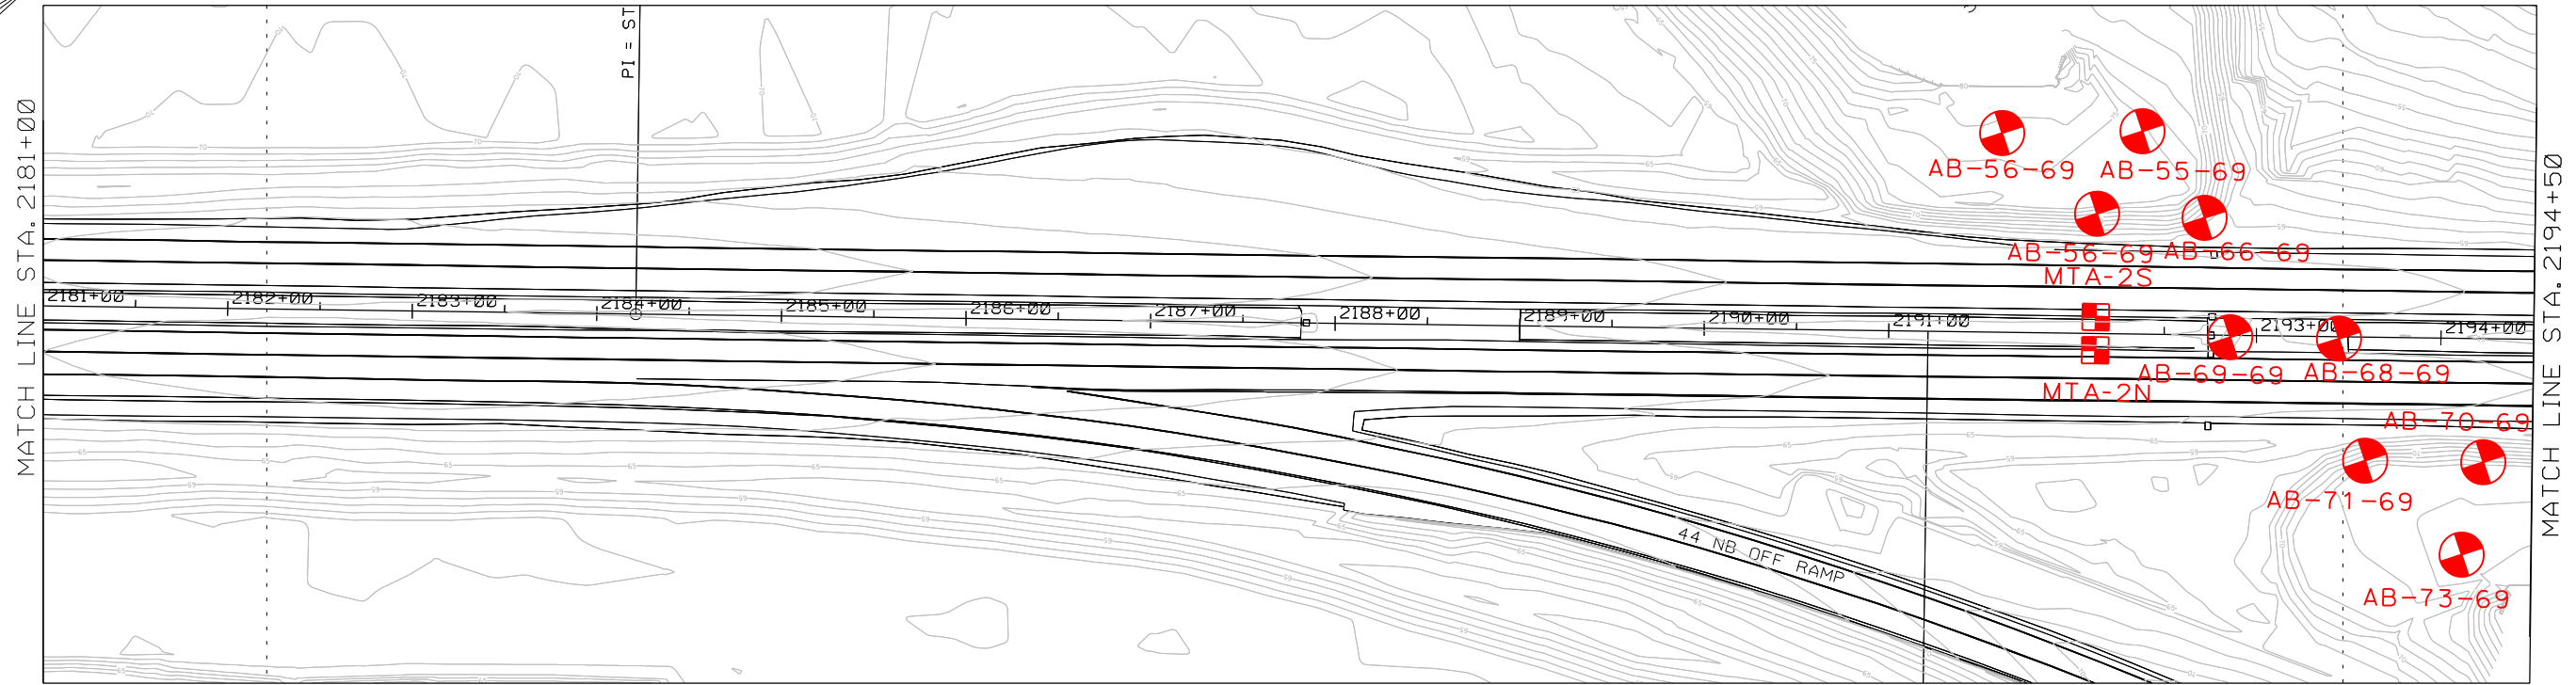 PI = ST
MATCH LINE STA. 2181+00
AB-56-69
AB-55-69
AB-56-69
AB-66-69
MTA-2S
2181+00
2182+00
2183+00
2184+00
2185+00
2186+00
2187+00
2188+00
2189+00
2190+00
2191+00
2193+00
2194+00
AB-69-69
AB-68-69
MTA-2N
AB-70-69
AB-71-69
44 NB OFF RAMP
AB-73-69
MATCH LINE STA. 2194+50